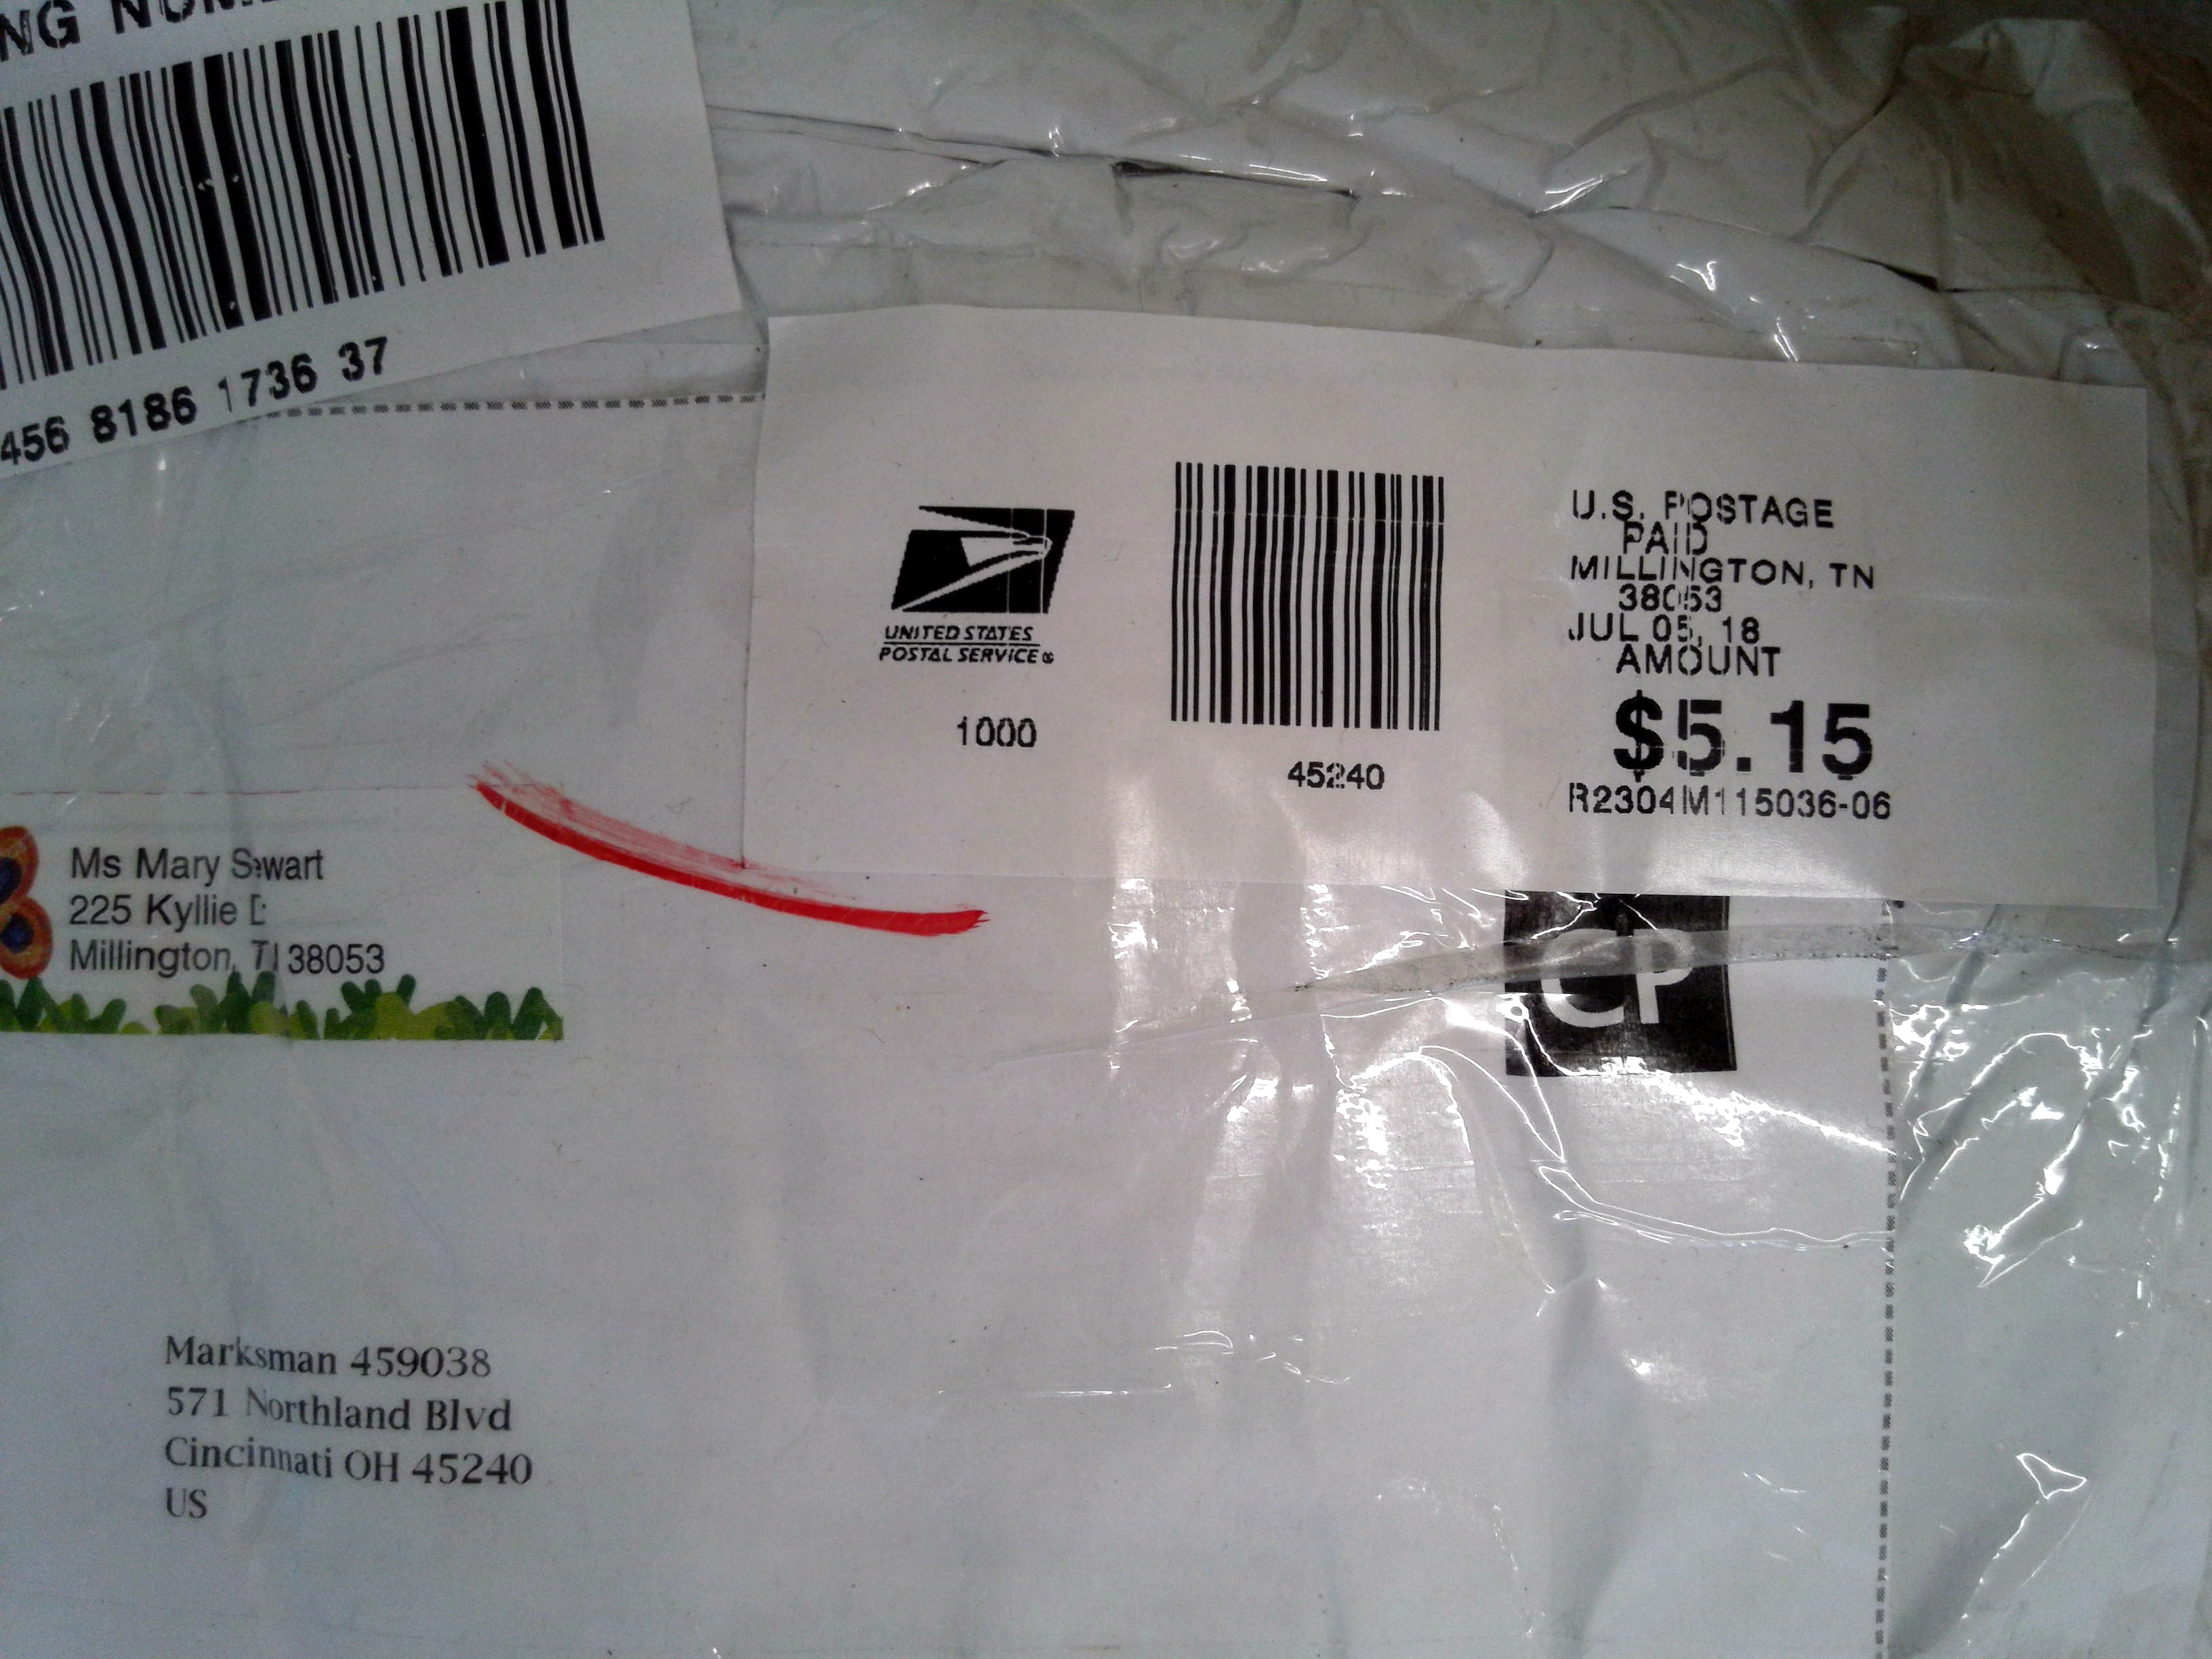 NG
456 8186 1736 37
UNITED STATES
POSTAL SERVICE®
1000
45240
U.S. POSTAGE
PAID
MILLINGTON, TN
38053
JUL 05, 18
AMOUNT
$5.15
R2304M115036-06
CP
Ms Mary
225 Kyllie
Millington, 38053
Marksman 459038
571 Northland Blvd
Cincinnati OH 45240
US